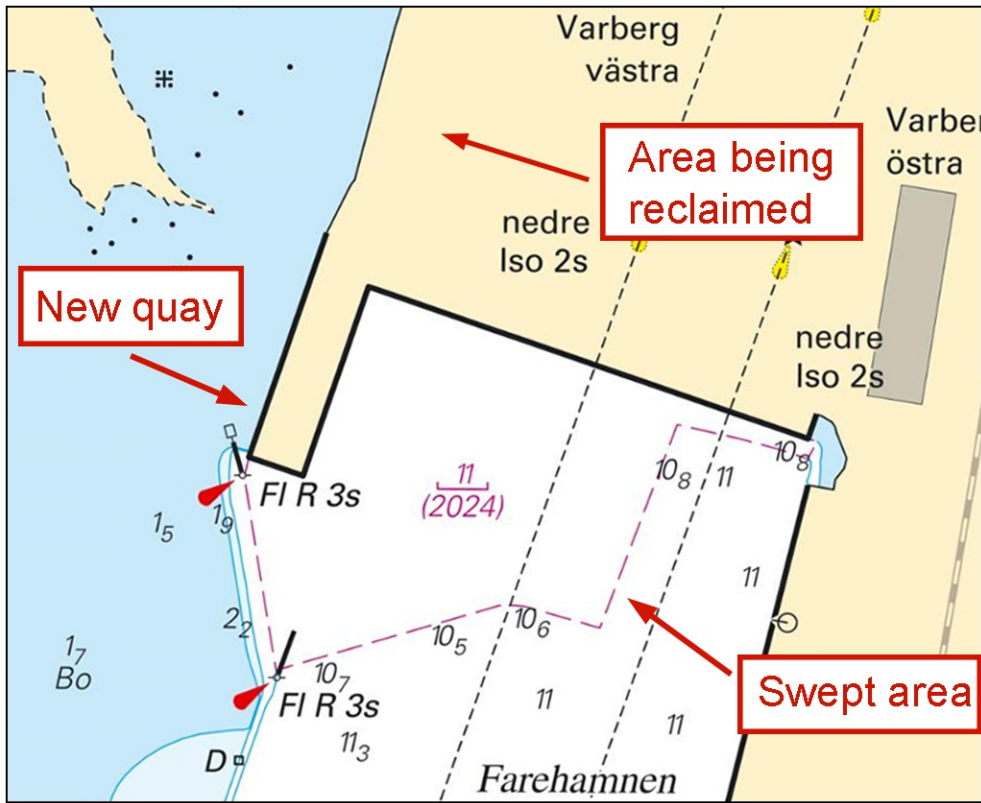 Varberg
västra
Area being
reclaimed
Varber
östra
nedre
Iso 2s
New quay
nedre
Iso 2s
10₈
10₈
11
11
(2024)
Fl R 3s
1₉
1₅
11
2₂
10₆
10₅
1₇
Bo
10₇
Swept area
Fl R 3s
11
11
11₃
D
Farehamnen